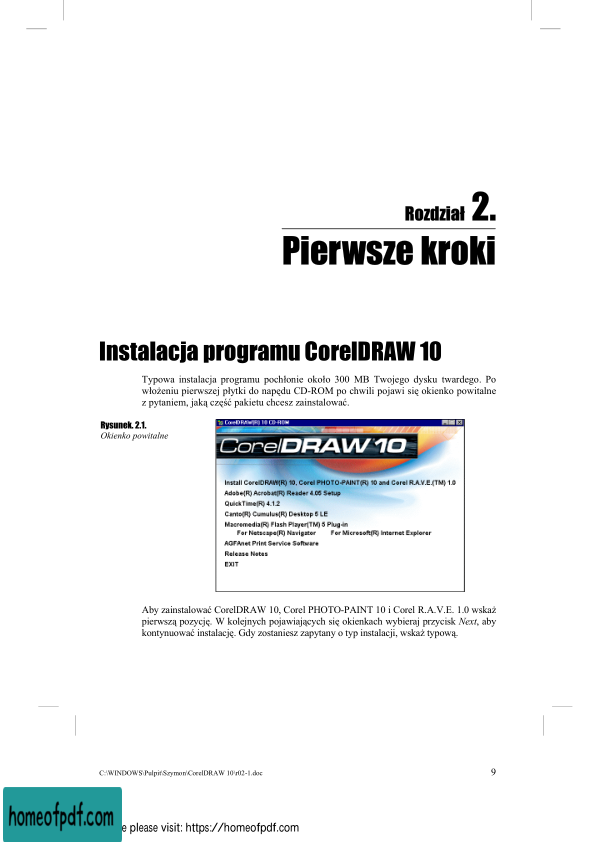 Rozdział 2.
Pierwsze kroki
Instalacja programu CorelDRAW 10
Typowa instalacja programu pochłonie około 300 MB Twojego dysku twardego. Po
włożeniu pierwszej płytki do napędu CD-ROM po chwili pojawi się okienko powitalne
z pytaniem, jaką część pakietu chcesz zainstalować.
Rysunek. 2.1.
Okienko powitalne
CorelDRAW(R) 10 CD-ROM
CorelDRAW 10
Install CorelDRAW(R) 10, Corel PHOTO-PAINT(R) 10 and Corel R.A.V.E.(TM) 1.0
Adobe(R) Acrobat(R) Reader 4.05 Setup
QuickTime(R) 4.1.2
Canto(R) Cumulus(R) Desktop 5 LE
Macromedia(R) Flash Player(TM) 5 Plug-in
For Netscape(R) Navigator For Microsoft(R) Internet Explorer
AGFAnet Print Service Software
Release Notes
EXIT
Aby zainstalować CorelDRAW 10, Corel PHOTO-PAINT 10 i Corel R.A.V.E. 1.0 wskaż
pierwszą pozycję. W kolejnych pojawiających się okienkach wybieraj przycisk Next, aby
kontynuować instalację. Gdy zostaniesz zapytany o typ instalacji, wskaż typową.
C:\WINDOWS\Pulpit\Szymon\CorelDRAW 10\r02-1.doc 9
homeofpdf.com
e please visit: https://homeofpdf.com